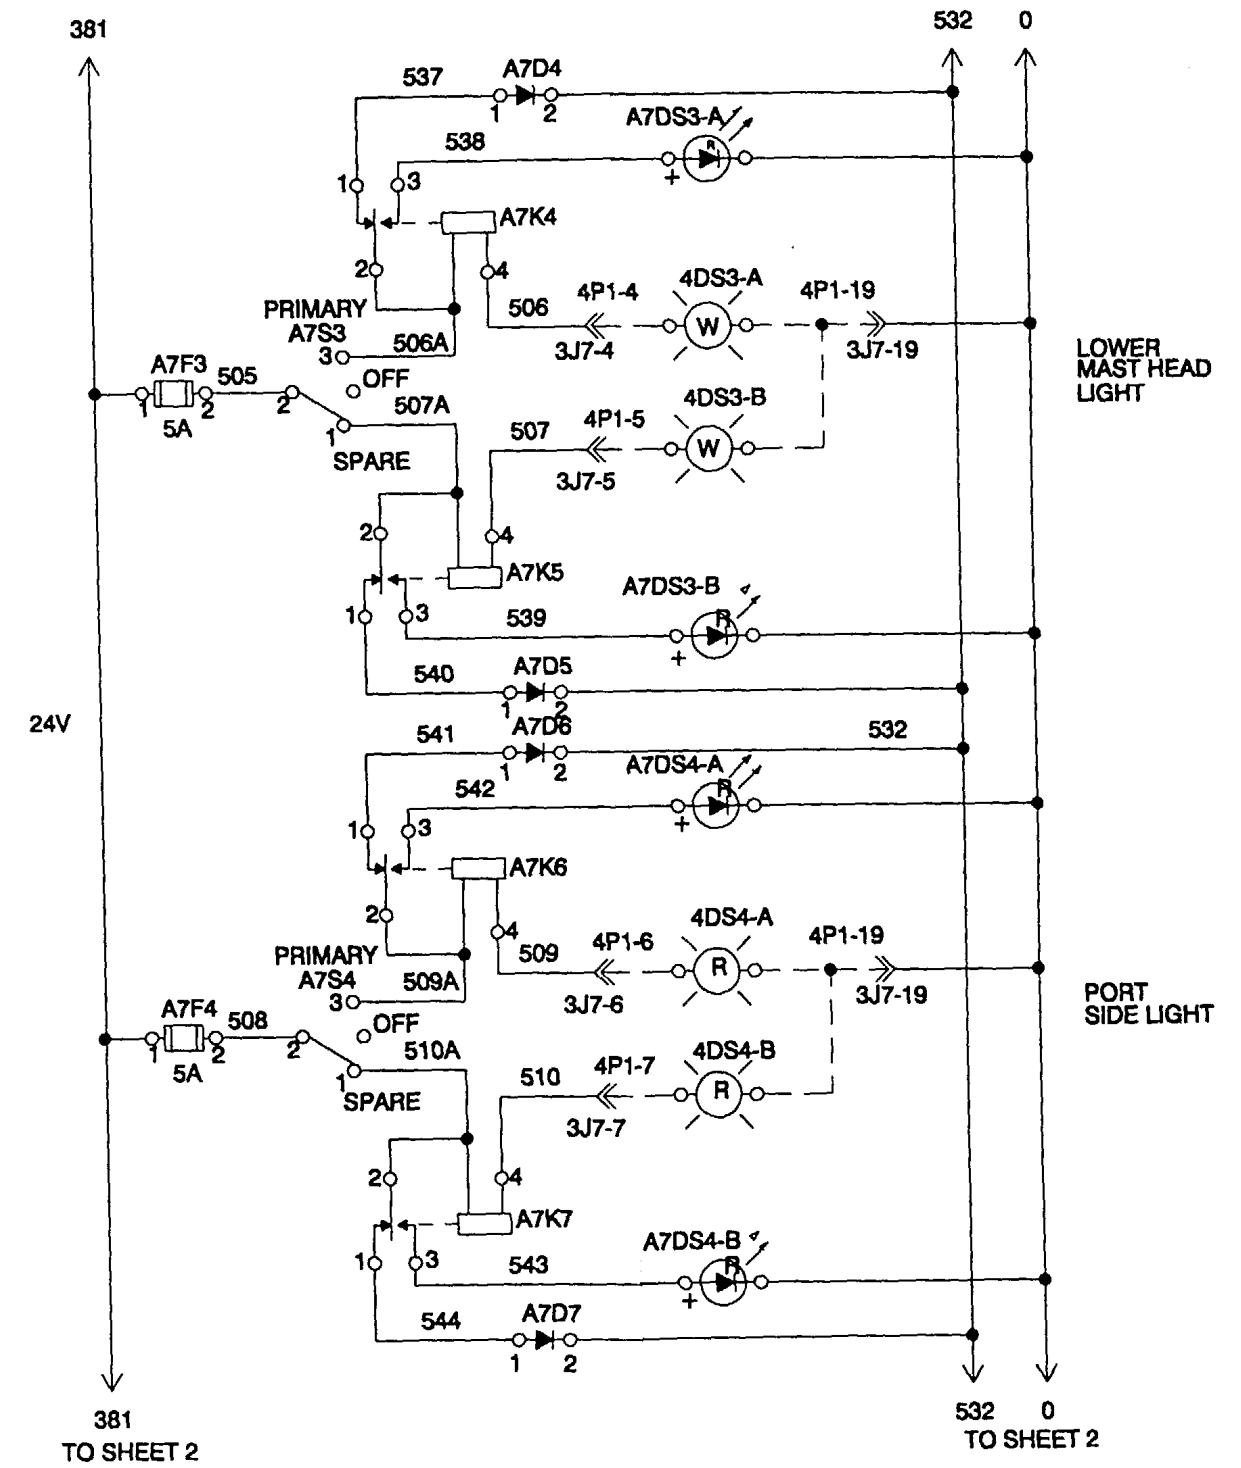 381
532 0
537 A7D4
1 2
A7DS3-A
538
R
+
1 3
A7K4
2
4
PRIMARY
A7S3
3
506A
506
4P1-4
3J7-4
4DS3-A
W
4P1-19
3J7-19
LOWER
MAST HEAD
LIGHT
A7F3
1 2
5A
505
2
OFF
1
507A
SPARE
507
4P1-5
3J7-5
4DS3-B
W
2
4
A7K5
1 3
539
A7DS3-B
R
+
540
A7D5
1 2
24V
541
A7D6
1 2
532
542
A7DS4-A
R
+
1 3
A7K6
2
4
PRIMARY
A7S4
3
509A
509
4P1-6
3J7-6
4DS4-A
R
4P1-19
3J7-19
PORT
SIDE LIGHT
A7F4
1 2
5A
508
2
OFF
1
510A
SPARE
510
4P1-7
3J7-7
4DS4-B
R
2
4
A7K7
1 3
543
A7DS4-B
R
+
544
A7D7
1 2
381
TO SHEET 2
532 0
TO SHEET 2